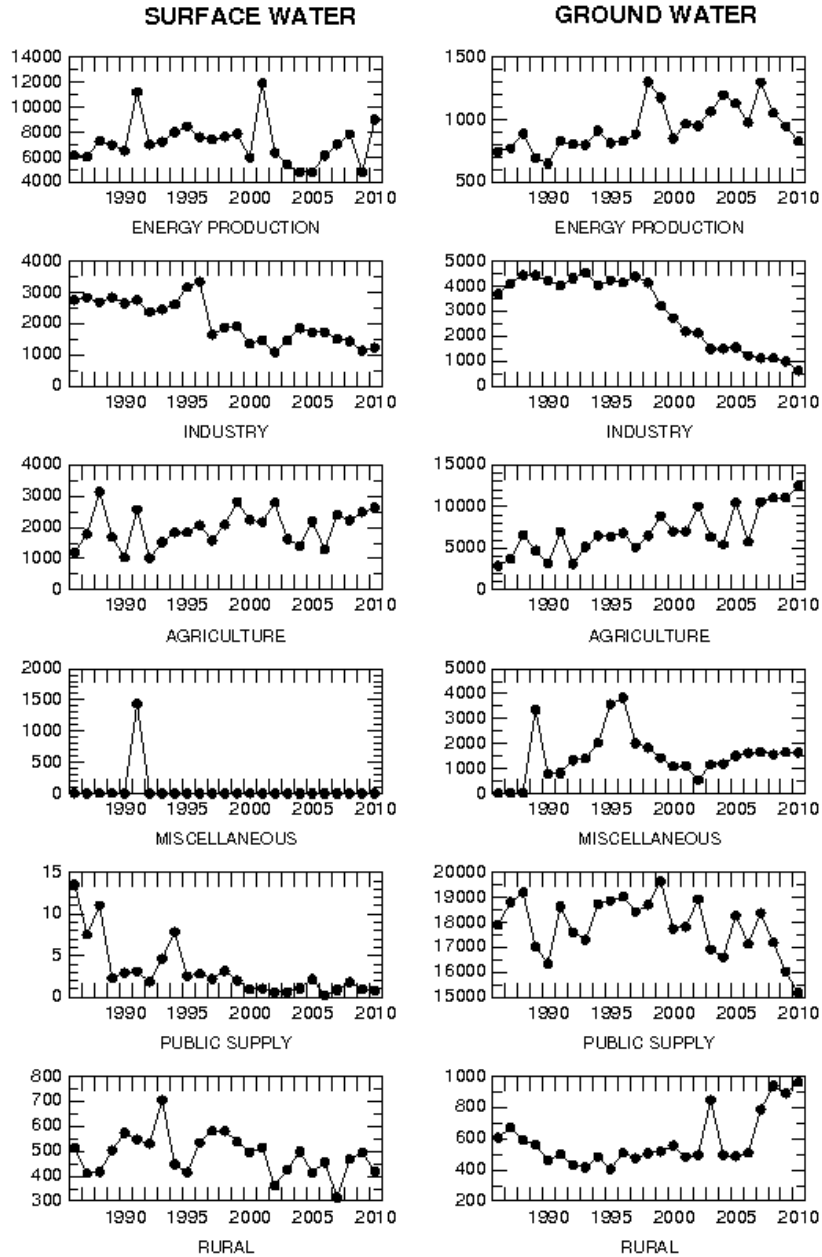 SURFACE WATER
GROUND WATER
14000
12000
10000
8000
6000
4000
1990 1995 2000 2005 2010
ENERGY PRODUCTION
1500
1000
500
1990 1995 2000 2005 2010
ENERGY PRODUCTION
4000
3000
2000
1000
0
1990 1995 2000 2005 2010
INDUSTRY
5000
4000
3000
2000
1000
0
1990 1995 2000 2005 2010
INDUSTRY
4000
3000
2000
1000
0
1990 1995 2000 2005 2010
AGRICULTURE
15000
10000
5000
0
1990 1995 2000 2005 2010
AGRICULTURE
2000
1500
1000
500
0
1990 1995 2000 2005 2010
MISCELLANEOUS
5000
4000
3000
2000
1000
0
1990 1995 2000 2005 2010
MISCELLANEOUS
15
10
5
0
1990 1995 2000 2005 2010
PUBLIC SUPPLY
20000
19000
18000
17000
16000
15000
1990 1995 2000 2005 2010
PUBLIC SUPPLY
800
700
600
500
400
300
1990 1995 2000 2005 2010
RURAL
1000
800
600
400
200
1990 1995 2000 2005 2010
RURAL